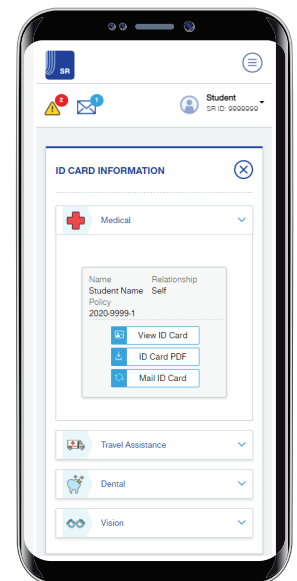 SR
2
1
Student
SR ID: 9999999
ID CARD INFORMATION
Medical
Name Relationship
Student Name Self
Policy
2020-9999-1
View ID Card
ID Card PDF
Mail ID Card
Travel Assistance
Dental
Vision